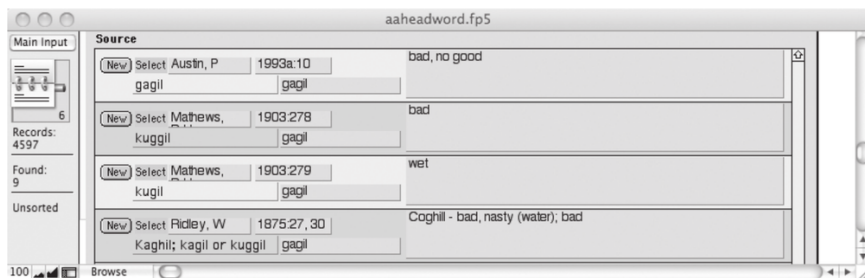 aaheadword.fp5
Main Input
Source
New Select Austin, P 1993a:10 bad, no good
gagil gagil
New Select Mathews, 1903:278 bad
kuggil gagil
6
Records:
4597
New Select Mathews, 1903:279 wet
kugil gagil
Found:
9
Unsorted
New Select Ridley, W 1875:27, 30 Coghill - bad, nasty (water); bad
Kaghil; kagil or kuggil gagil
100 Browse